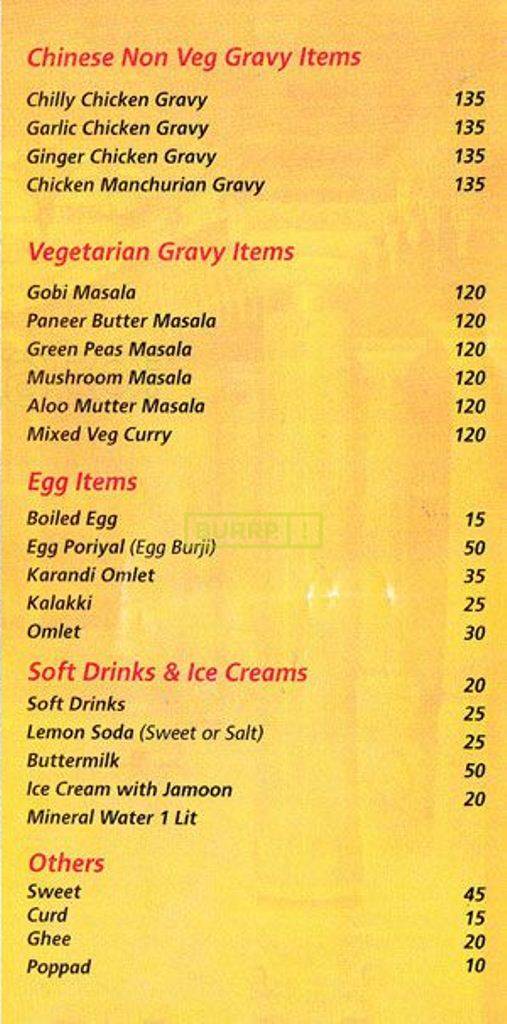 Chinese Non Veg Gravy Items
Chilly Chicken Gravy 135
Garlic Chicken Gravy 135
Ginger Chicken Gravy 135
Chicken Manchurian Gravy 135
Vegetarian Gravy Items
Gobi Masala 120
Paneer Butter Masala 120
Green Peas Masala 120
Mushroom Masala 120
Aloo Mutter Masala 120
Mixed Veg Curry 120
Egg Items
Boiled Egg 15
BURRP!
Egg Poriyal (Egg Burji) 50
Karandi Omlet 35
Kalakki 25
Omlet 30
Soft Drinks & Ice Creams
Soft Drinks 20
Lemon Soda (Sweet or Salt) 25
Buttermilk 25
Ice Cream with Jamoon 50
Mineral Water 1 Lit 20
Others
Sweet 45
Curd 15
Ghee 20
Poppad 10